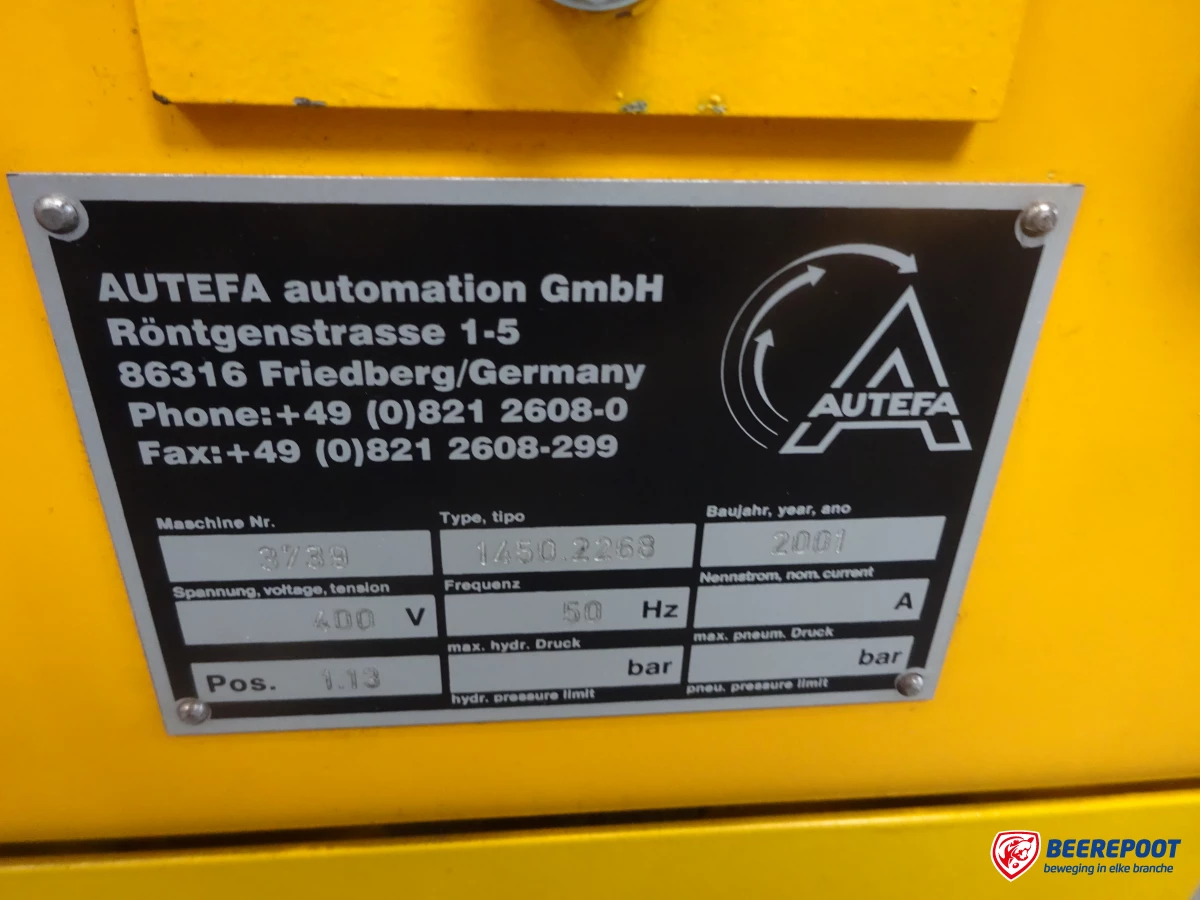 AUTEFA automation GmbH
Röntgenstrasse 1-5
86316 Friedberg/Germany
Phone:+49 (0)821 2608-0
Fax:+49 (0)821 2608-299
AUTEFA
Maschine Nr.
3739
Type, tipo
1450.2268
Baujahr, year, ano
2001
Spannung, voltage, tension
400 V
Frequenz
50 Hz
Nennstrom, nom. current
A
Pos. 1.13
max. hydr. Druck
bar
hydr. pressure limit
max. pneum. Druck
bar
pneu. pressure limit
BEEREPOOT
beweging in elke branche